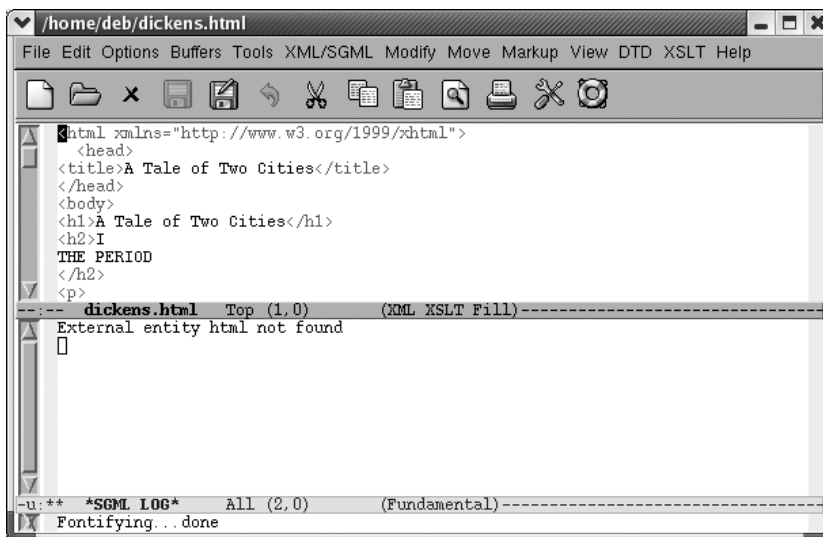 /home/deb/dickens.html
File Edit Options Buffers Tools XML/SGML Modify Move Markup View DTD XSLT Help
<html xmlns="http://www.w3.org/1999/xhtml">
  <head>
<title>A Tale of Two Cities</title>
</head>
<body>
<h1>A Tale of Two Cities</h1>
<h2>I
THE PERIOD
</h2>
<p>
--:-- dickens.html Top (1,0) (XML XSLT Fill)--------------------------------
External entity html not found
-u:** *SGML LOG* All (2,0) (Fundamental)----------------------------------
Fontifying...done